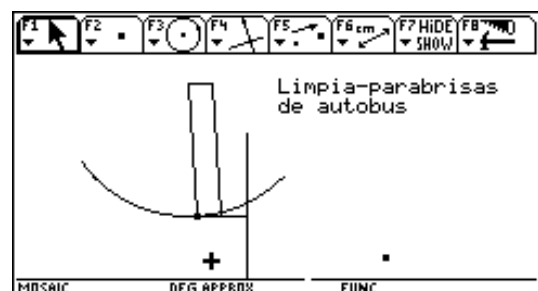 F1 F2 F3 F4 F5 F6 cm F7 HiDE F8
SHOW
Limpia-parabrisas
de autobus
MOSAIC DEG APPROX FUNC